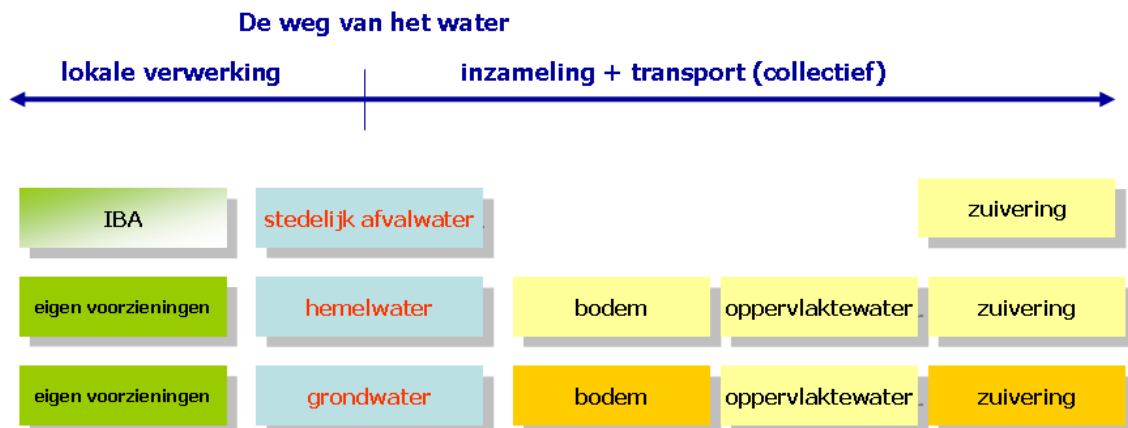 De weg van het water
lokale verwerking inzameling + transport (collectief)
IBA stedelijk afvalwater zuivering
eigen voorzieningen hemelwater bodem oppervlaktewater zuivering
eigen voorzieningen grondwater bodem oppervlaktewater zuivering